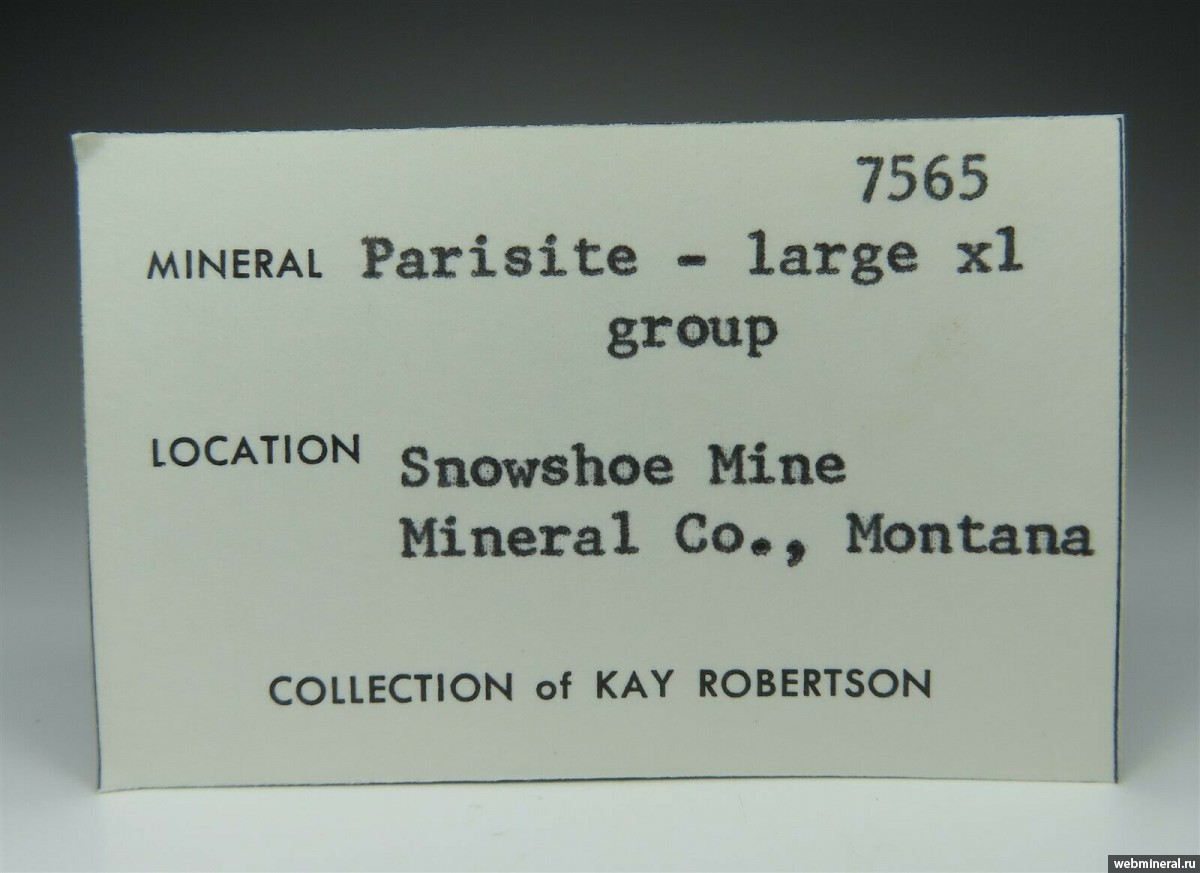 7565
MINERAL Parisite - large xl
group
LOCATION Snowshoe Mine
Mineral Co., Montana
COLLECTION of KAY ROBERTSON
webmineral.ru